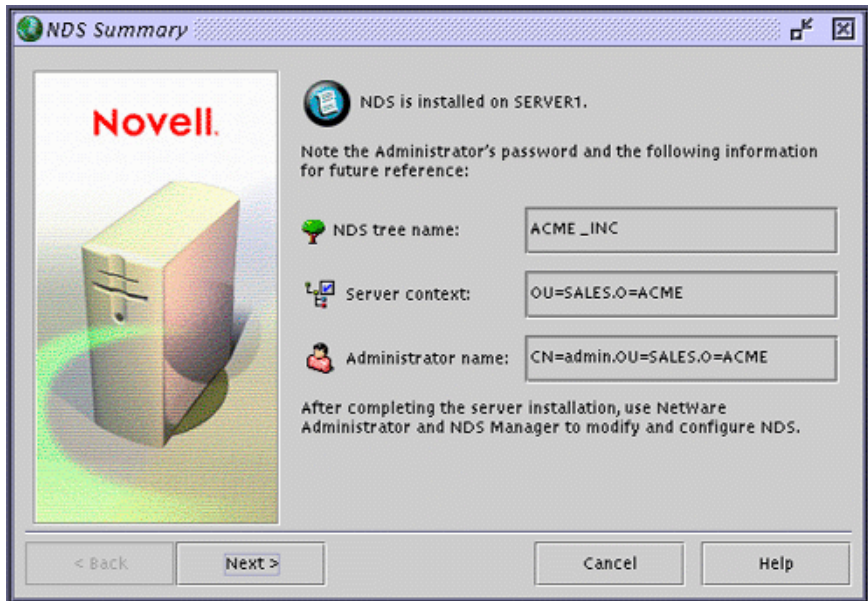 NDS Summary
Novell.
NDS is installed on SERVER1.
Note the Administrator's password and the following information
for future reference:
NDS tree name:
ACME _INC
Server context:
OU=SALES.O=ACME
Administrator name:
CN=admin.OU=SALES.O=ACME
After completing the server installation, use NetWare
Administrator and NDS Manager to modify and configure NDS.
< Back
Next >
Cancel
Help